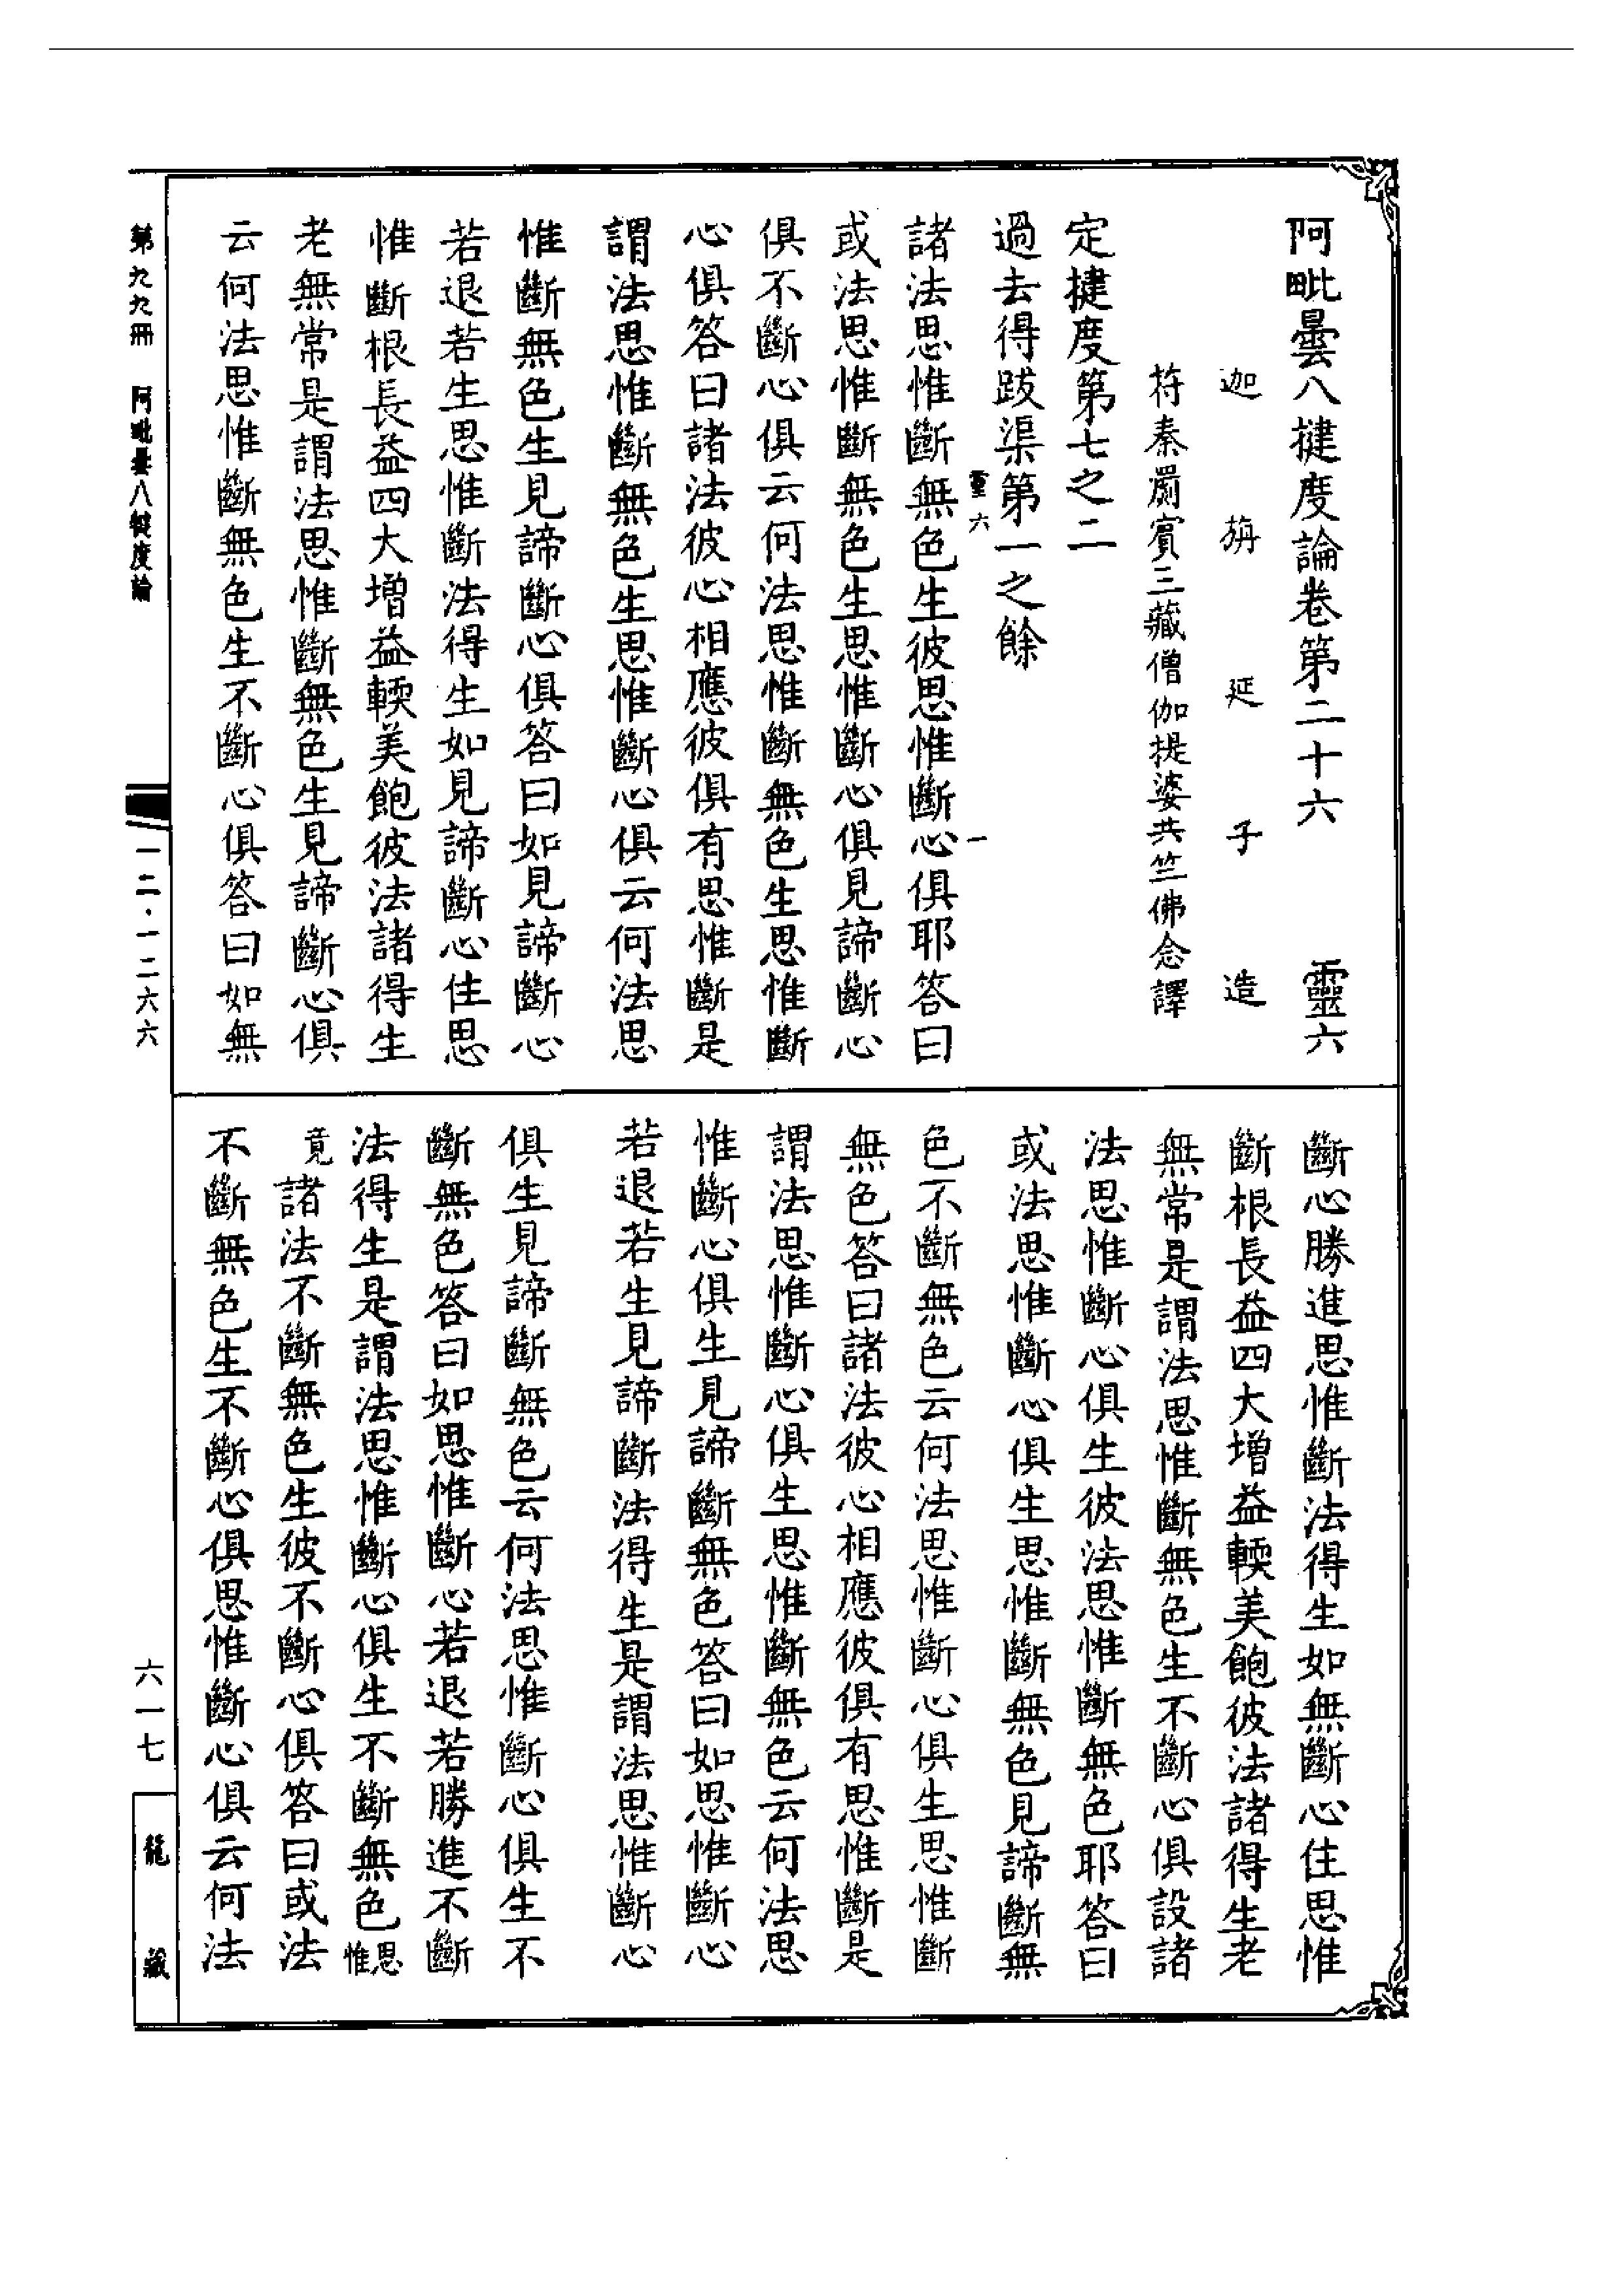 阿毗曇八揵度論卷第二十六　靈六
迦旃延子造
符秦罽賓三藏僧伽提婆共竺佛念譯
定揵度第七之二
過去得跋渠第一之餘
諸法思惟斷無色生彼思惟斷心俱耶答曰
或法思惟斷無色生思惟斷心俱見諦斷心
俱不斷心俱云何法思惟斷無色生思惟斷
心俱答曰諸法彼心相應彼俱有思惟斷是
謂法思惟斷無色生思惟斷心俱云何法思
惟斷無色生見諦斷心俱答曰如見諦斷心
若退若生思惟斷法得生如見諦斷心住思
惟斷根長益四大增益輭美飽彼法諸得生
老無常是謂法思惟斷無色生見諦斷心俱
云何法思惟斷無色生不斷心俱答曰如無
斷心勝進思惟斷法得生如無斷心住思惟
斷根長益四大增益輭美飽彼法諸得生老
無常是謂法思惟斷無色生不斷心俱設諸
法思惟斷心俱生彼法思惟斷無色耶答曰
或法思惟斷心俱生思惟斷無色見諦斷無
色不斷無色云何法思惟斷心俱生思惟斷
無色答曰諸法彼心相應彼俱有思惟斷是
謂法思惟斷心俱生思惟斷無色云何法思
惟斷心俱生見諦斷無色答曰如思惟斷心
若退若生見諦斷法得生是謂法思惟斷心
俱生見諦斷無色云何法思惟斷心俱生不
斷無色答曰如思惟斷心若退若勝進不斷
法得生是謂法思惟斷心俱生不斷無色思惟
竟諸法不斷無色生彼不斷心俱答曰或法
不斷無色生不斷心俱思惟斷心俱云何法
重六
一
第九九冊　阿毗曇八犍度論
一二·一二六六
六一七
龍藏